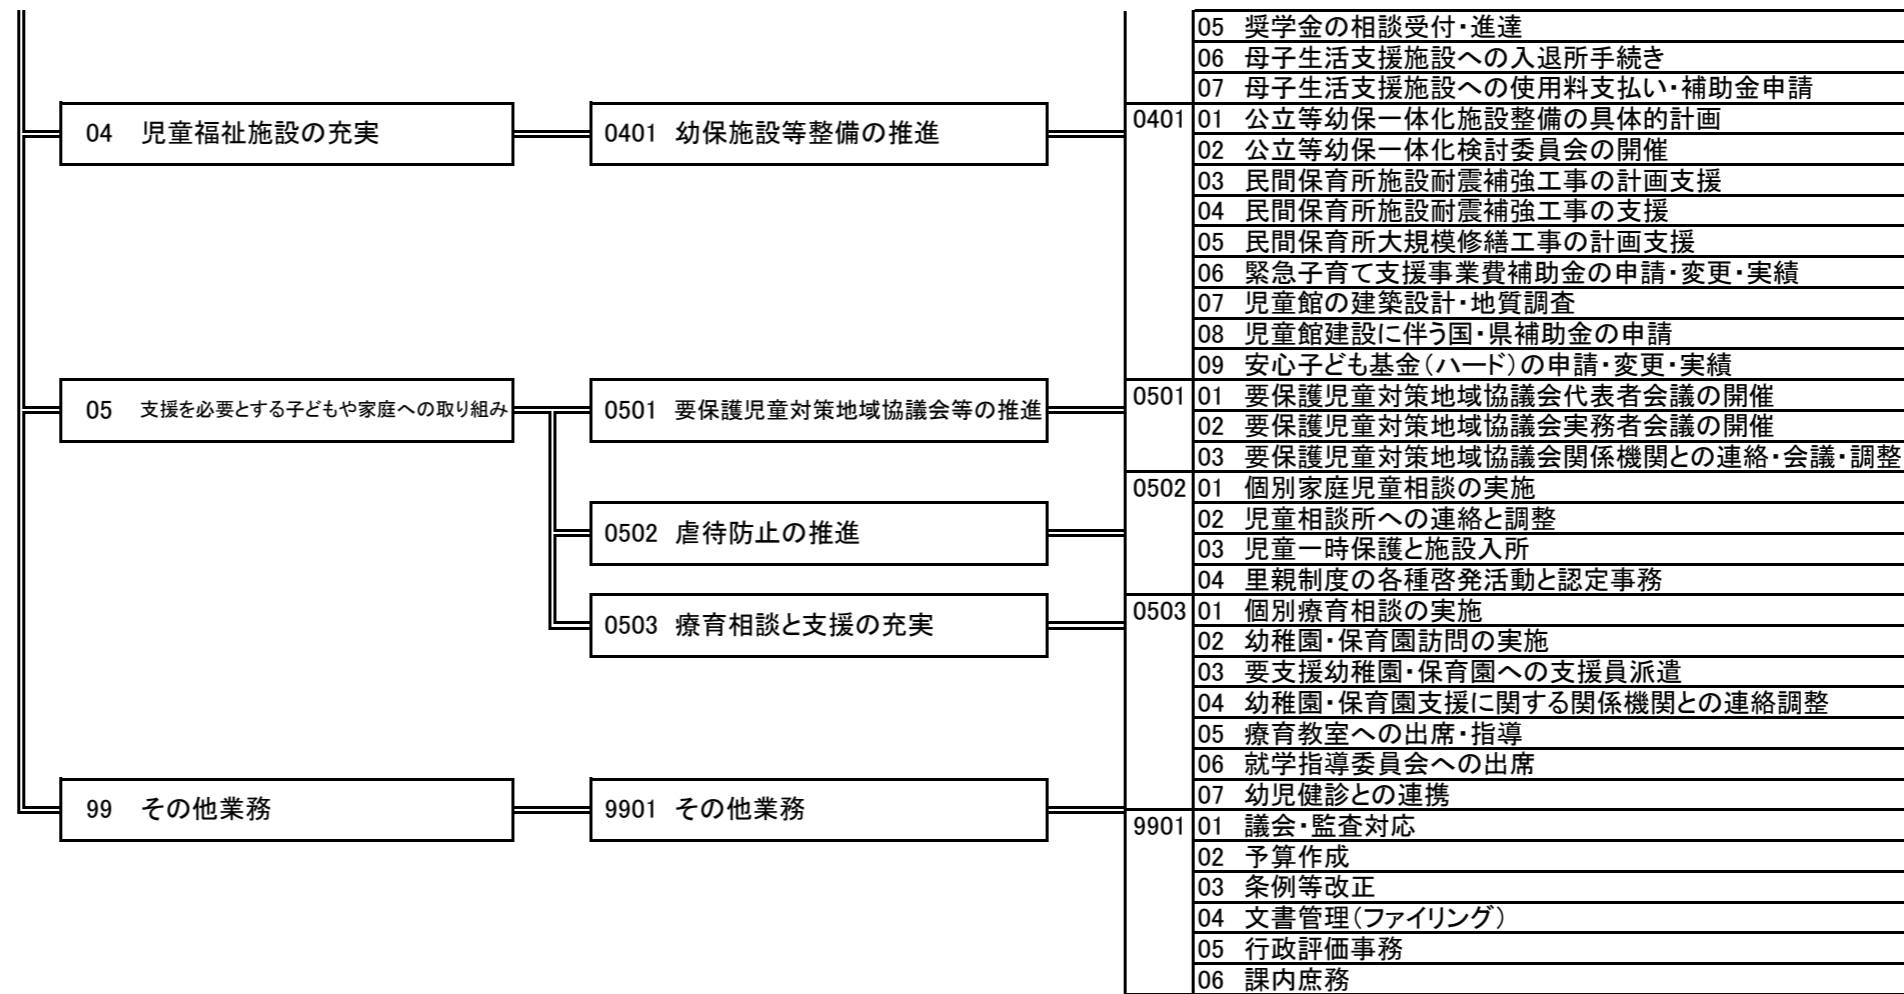 05 奨学金の相談受付・進達
06 母子生活支援施設への入退所手続き
07 母子生活支援施設への使用料支払い・補助金申請
04 児童福祉施設の充実
0401 幼保施設等整備の推進
0401 01 公立等幼保一体化施設整備の具体的計画
02 公立等幼保一体化検討委員会の開催
03 民間保育所施設耐震補強工事の計画支援
04 民間保育所施設耐震補強工事の支援
05 民間保育所大規模修繕工事の計画支援
06 緊急子育て支援事業費補助金の申請・変更・実績
07 児童館の建築設計・地質調査
08 児童館建設に伴う国・県補助金の申請
09 安心子ども基金(ハード)の申請・変更・実績
05 支援を必要とする子どもや家庭への取り組み
0501 要保護児童対策地域協議会等の推進
0501 01 要保護児童対策地域協議会代表者会議の開催
02 要保護児童対策地域協議会実務者会議の開催
03 要保護児童対策地域協議会関係機関との連絡・会議・調整
0502 虐待防止の推進
0502 01 個別家庭児童相談の実施
02 児童相談所への連絡と調整
03 児童一時保護と施設入所
04 里親制度の各種啓発活動と認定事務
0503 療育相談と支援の充実
0503 01 個別療育相談の実施
02 幼稚園・保育園訪問の実施
03 要支援幼稚園・保育園への支援員派遣
04 幼稚園・保育園支援に関する関係機関との連絡調整
05 療育教室への出席・指導
06 就学指導委員会への出席
07 幼児健診との連携
99 その他業務
9901 その他業務
9901 01 議会・監査対応
02 予算作成
03 条例等改正
04 文書管理(ファイリング)
05 行政評価事務
06 課内庶務